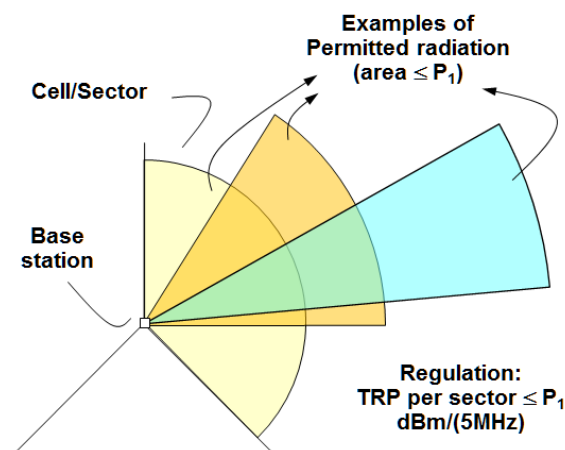 Examples of
Permitted radiation
(area ≤ P₁)
Cell/Sector
Base
station
Regulation:
TRP per sector ≤ P₁
dBm/(5MHz)